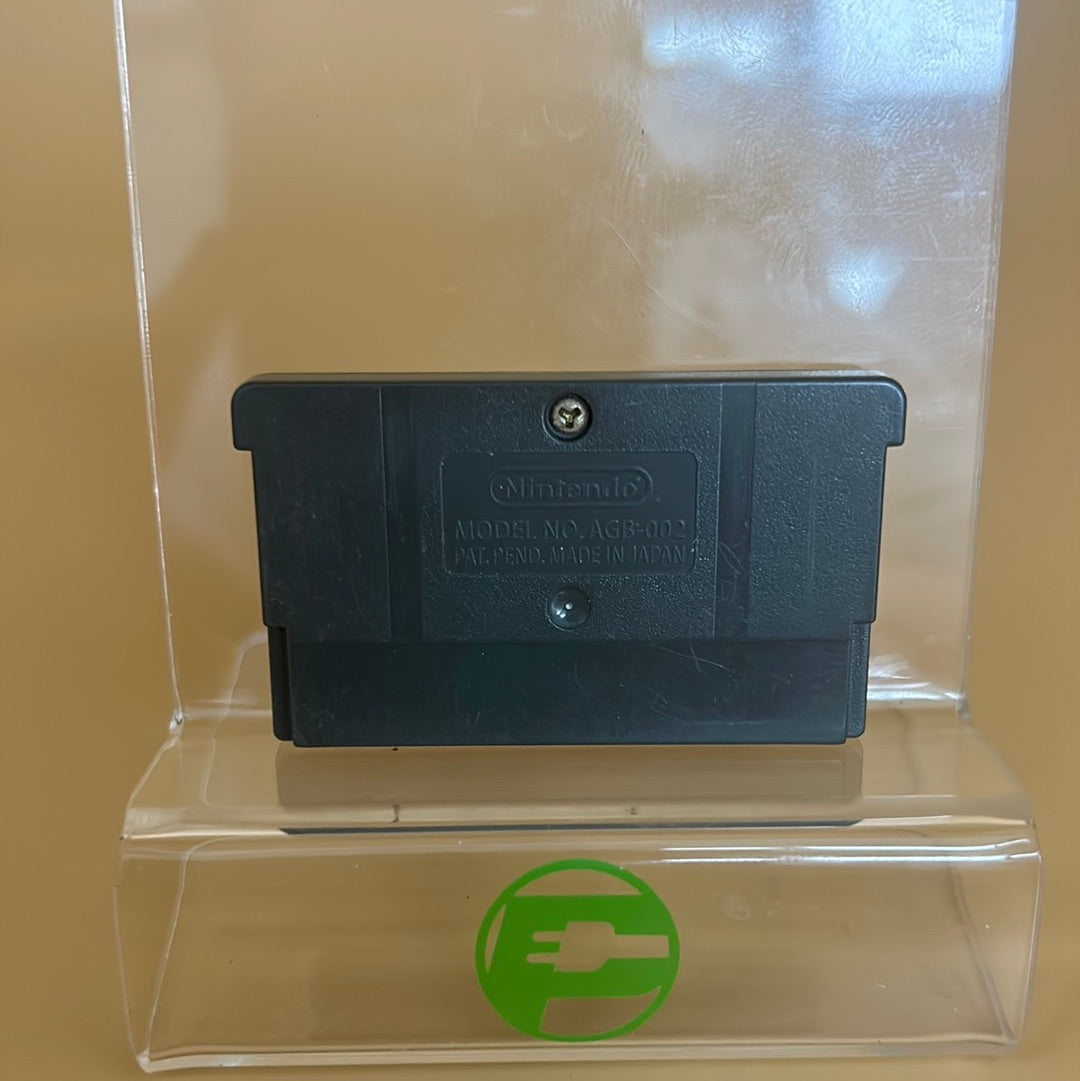 Nintendo
MODEL NO. AGB-002
PAT. PEND. MADE IN JAPAN